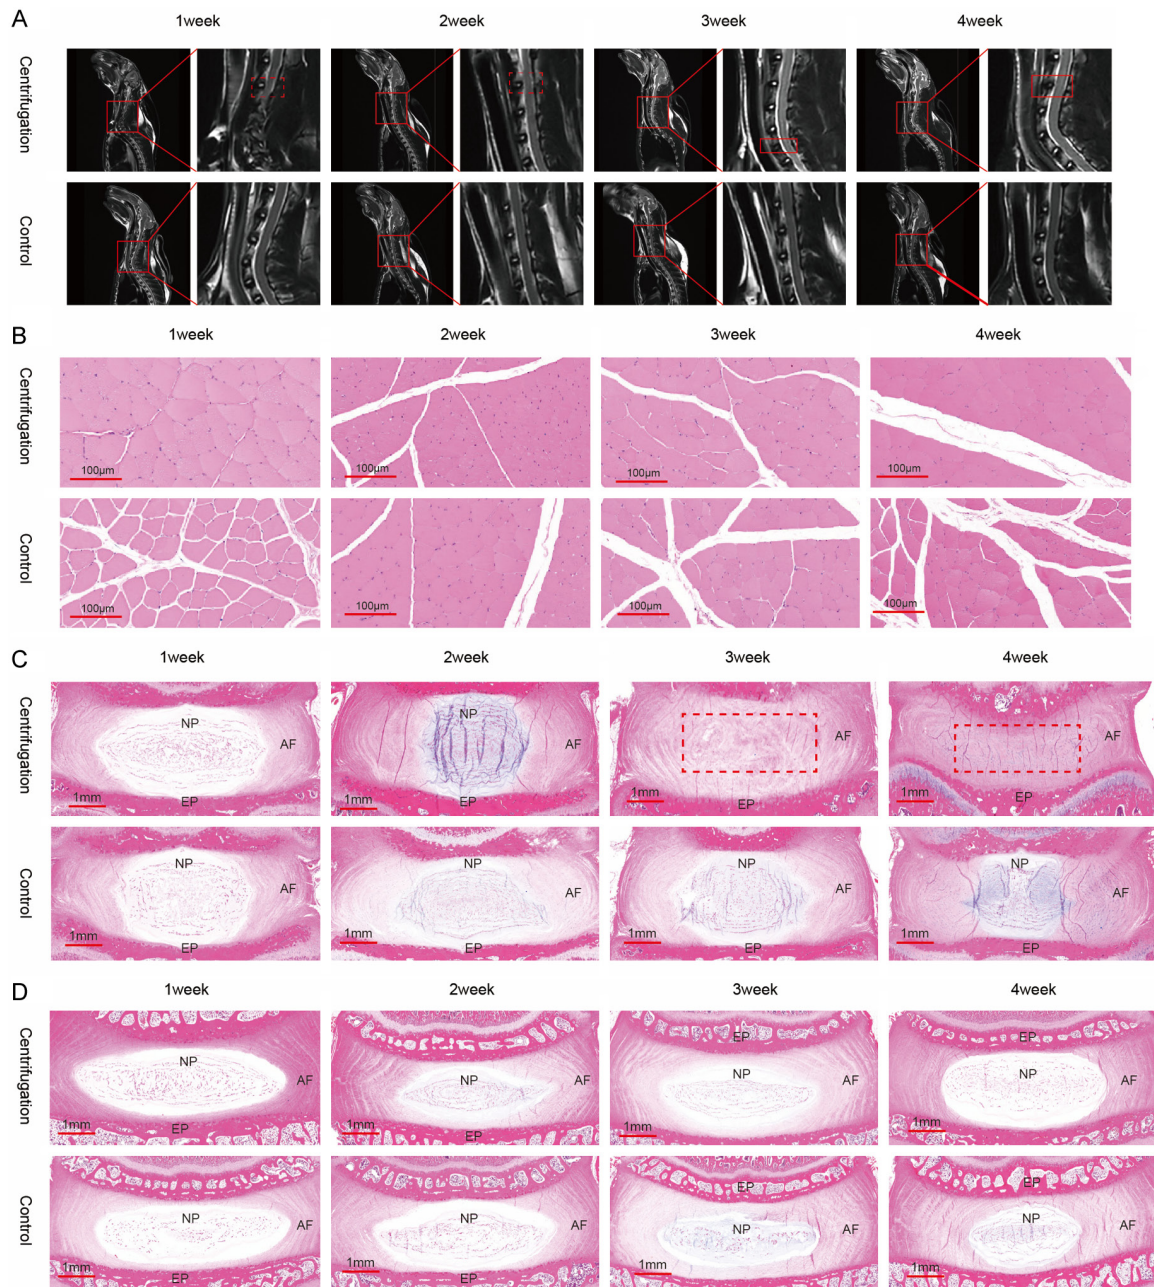 A
1week 2week 3week 4week
Centrifugation
Control
B
1week 2week 3week 4week
Centrifugation
100μm 100μm 100μm 100μm
Control
100μm 100μm 100μm 100μm
C
1week 2week 3week 4week
Centrifugation
NP NP
AF AF AF AF
1mm EP 1mm 1mm EP 1mm EP
Control
NP NP NP NP
AF AF AF AF
1mm EP 1mm 1mm EP 1mm EP
D
1week 2week 3week 4week
Centrifugation
EP EP
NP NP NP NP
AF AF AF AF
1mm EP 1mm EP 1mm 1mm
Control
EP EP
NP NP NP NP
AF AF AF AF
1mm EP 1mm EP 1mm 1mm